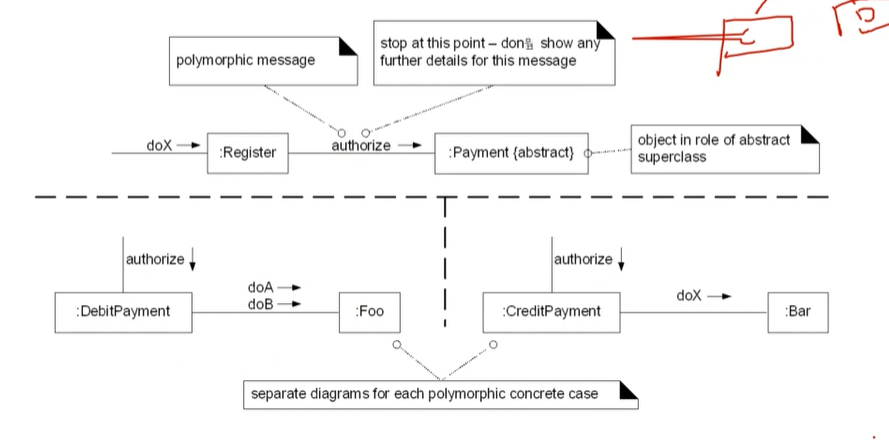 polymorphic message
stop at this point – don show any
further details for this message
doX
:Register
authorize
:Payment {abstract}
object in role of abstract
superclass
authorize
authorize
:DebitPayment
doA
doB
:Foo
:CreditPayment
doX
:Bar
separate diagrams for each polymorphic concrete case